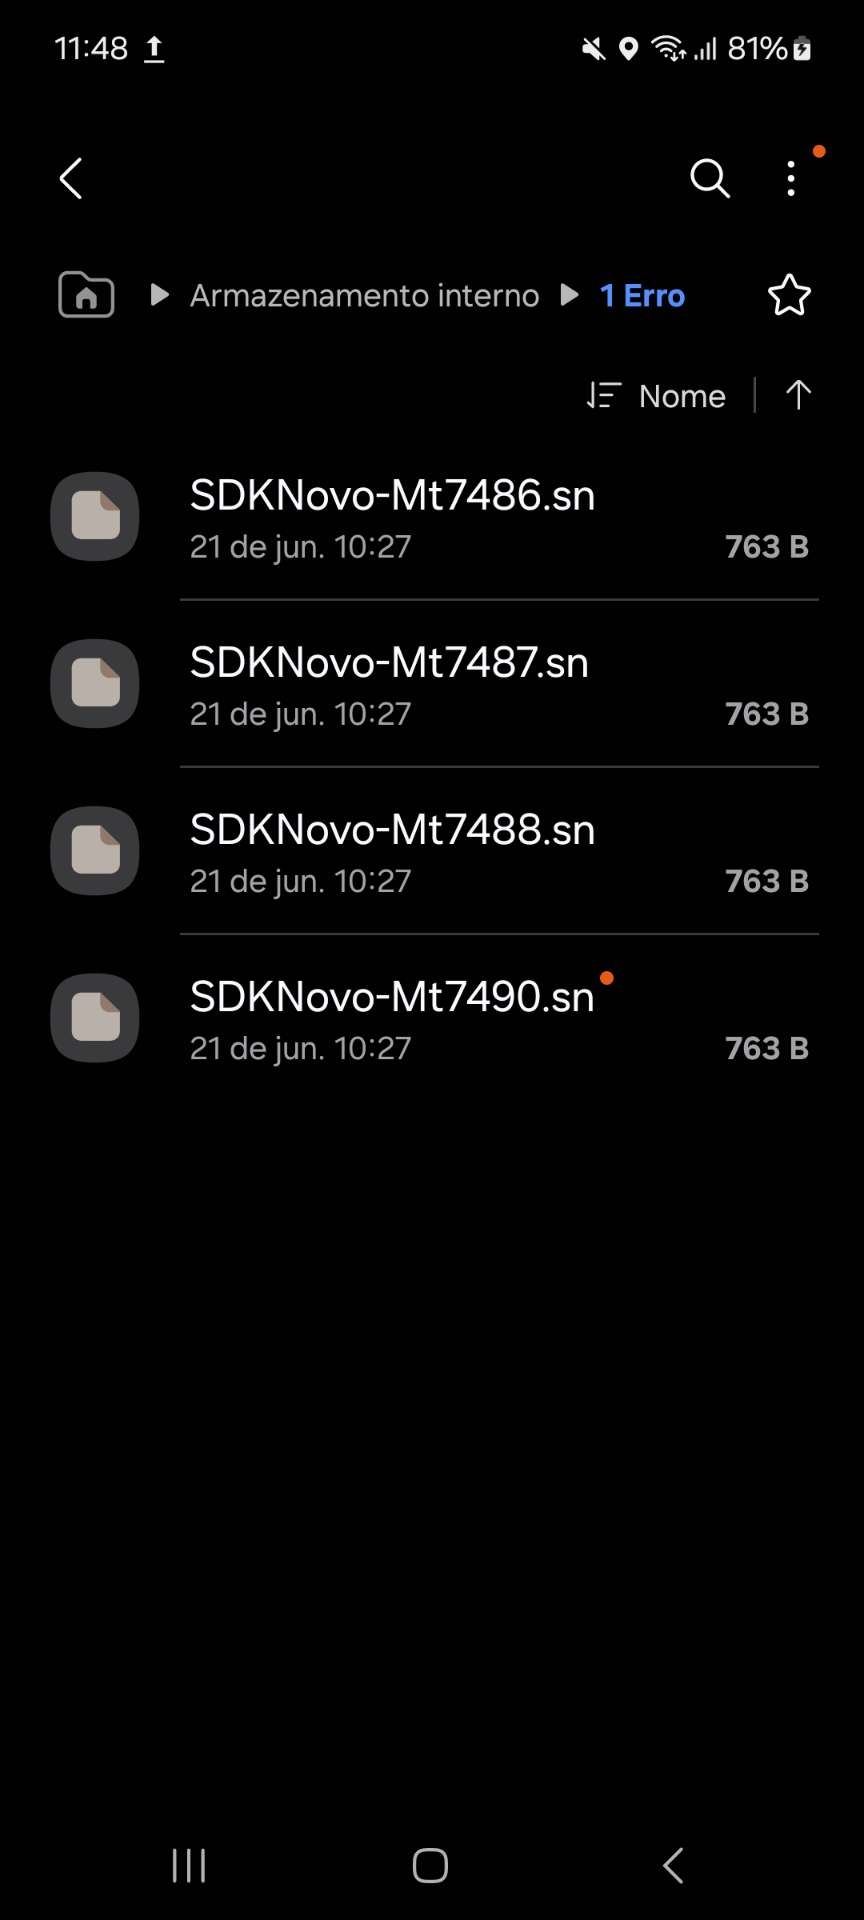 11:48 81%
Armazenamento interno 1 Erro
Nome
SDKNovo-Mt7486.sn
21 de jun. 10:27 763 B
SDKNovo-Mt7487.sn
21 de jun. 10:27 763 B
SDKNovo-Mt7488.sn
21 de jun. 10:27 763 B
SDKNovo-Mt7490.sn
21 de jun. 10:27 763 B